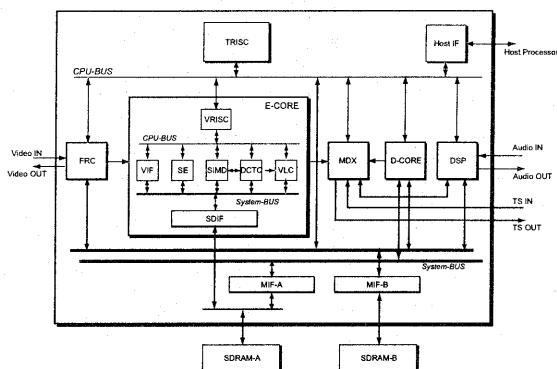 TRISC
Host IF
Host Processor
CPU-BUS
E-CORE
VRISC
CPU-BUS
Video IN
Video OUT
FRC
VIF
SE
SIMD
DCTC
VLC
MDX
D-CORE
DSP
Audio IN
Audio OUT
System-BUS
TS IN
TS OUT
SDIF
System-BUS
MIF-A
MIF-B
SDRAM-A
SDRAM-B